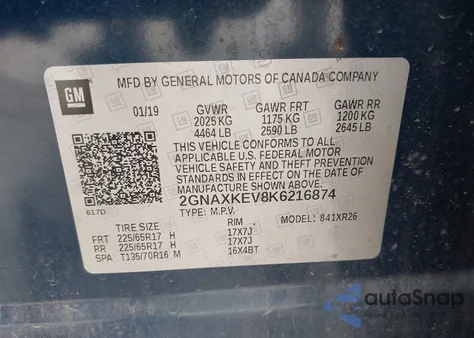 GM
MFD BY GENERAL MOTORS OF CANADA COMPANY
01/19 GVWR GAWR FRT GAWR RR
2025 KG 1175 KG 1200 KG
4464 LB 2590 LB 2645 LB
THIS VEHICLE CONFORMS TO ALL
APPLICABLE U.S. FEDERAL MOTOR
VEHICLE SAFETY STANDARDS IN EFFECT ON THE DATE
OF MANUFACTURE SHOWN ABOVE.
2GNAXKEV8K6216874
617D TYPE: M.P.V. MODEL: 841XR26
TIRE SIZE RIM
FRT 225/65R17 H 17X7J
RR 225/65R17 H 17X7J
SPA T135/70R16 M 16X4BT
GM
autoSnap